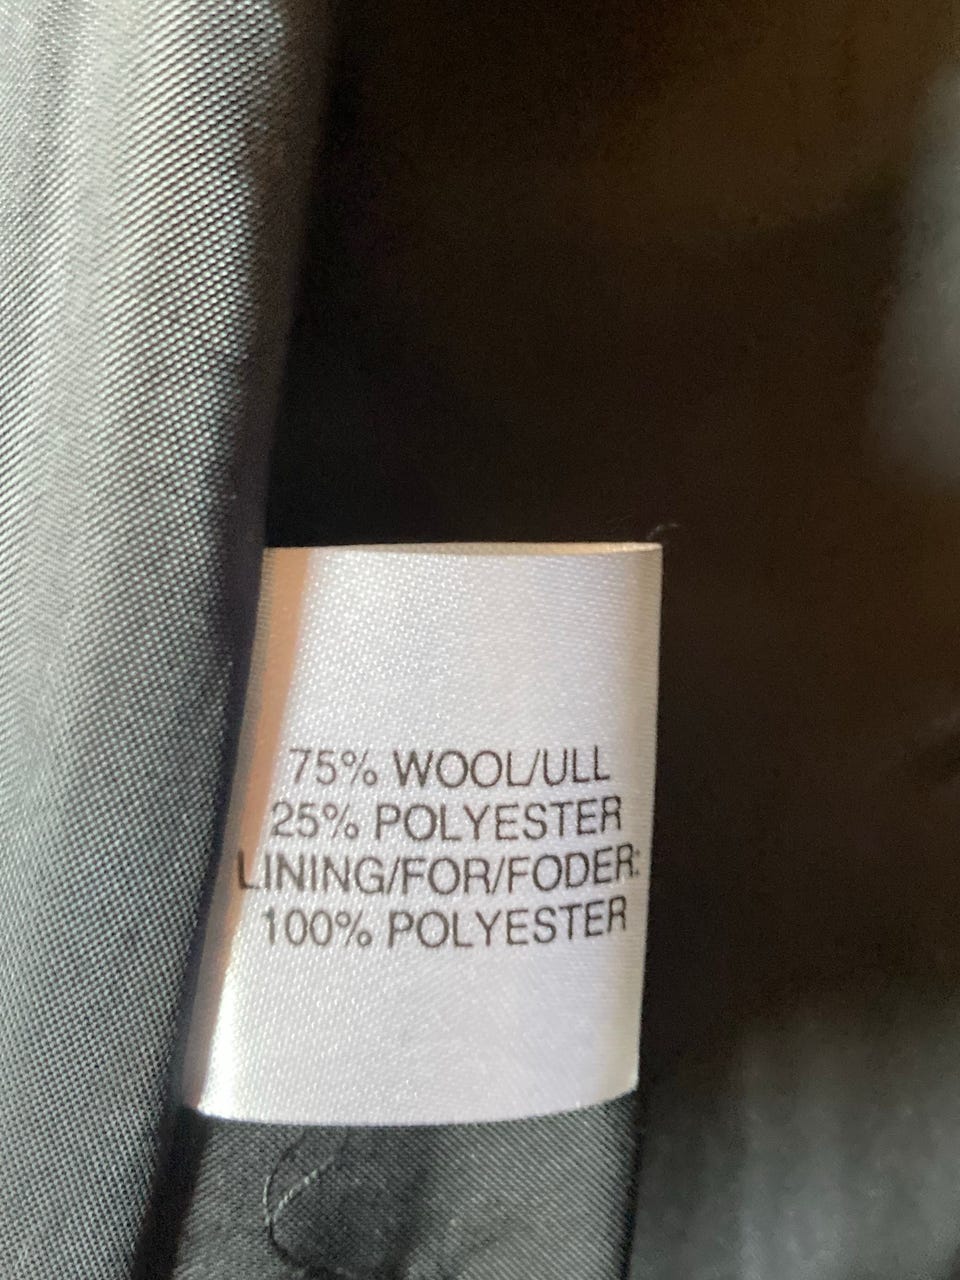 75% WOOL/ULL
25% POLYESTER
LINING/FOR/FODER:
100% POLYESTER